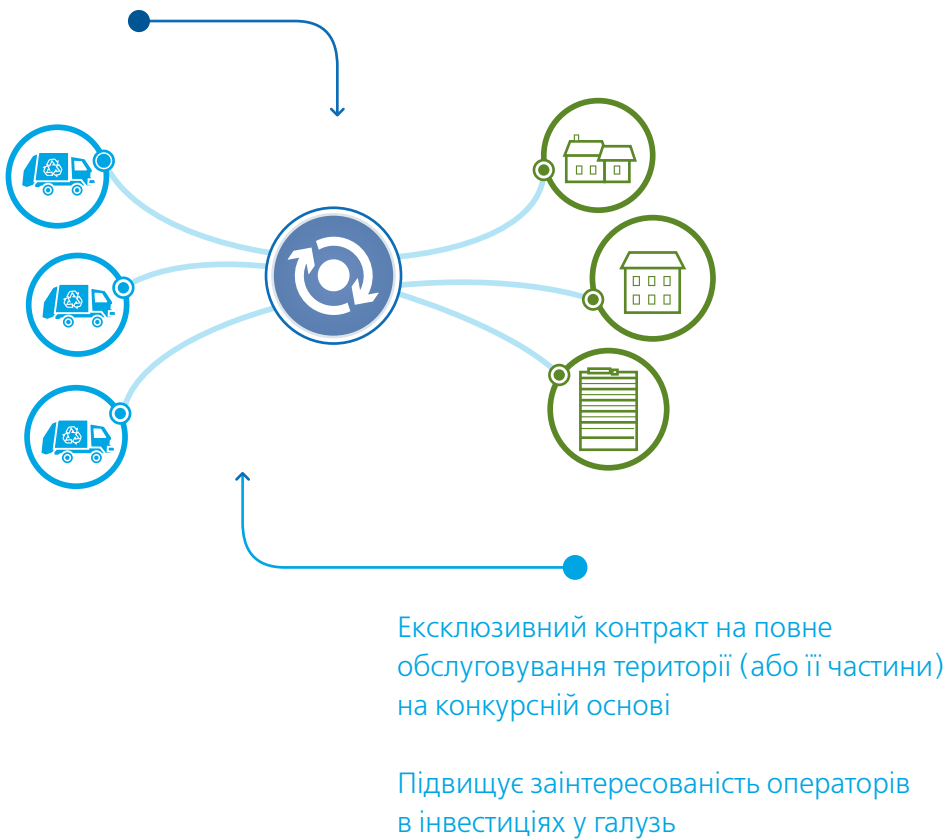 Ексклюзивний контракт на повне
обслуговування території (або її частини)
на конкурсній основі
Підвищує заінтересованість операторів
в інвестиціях у галузь